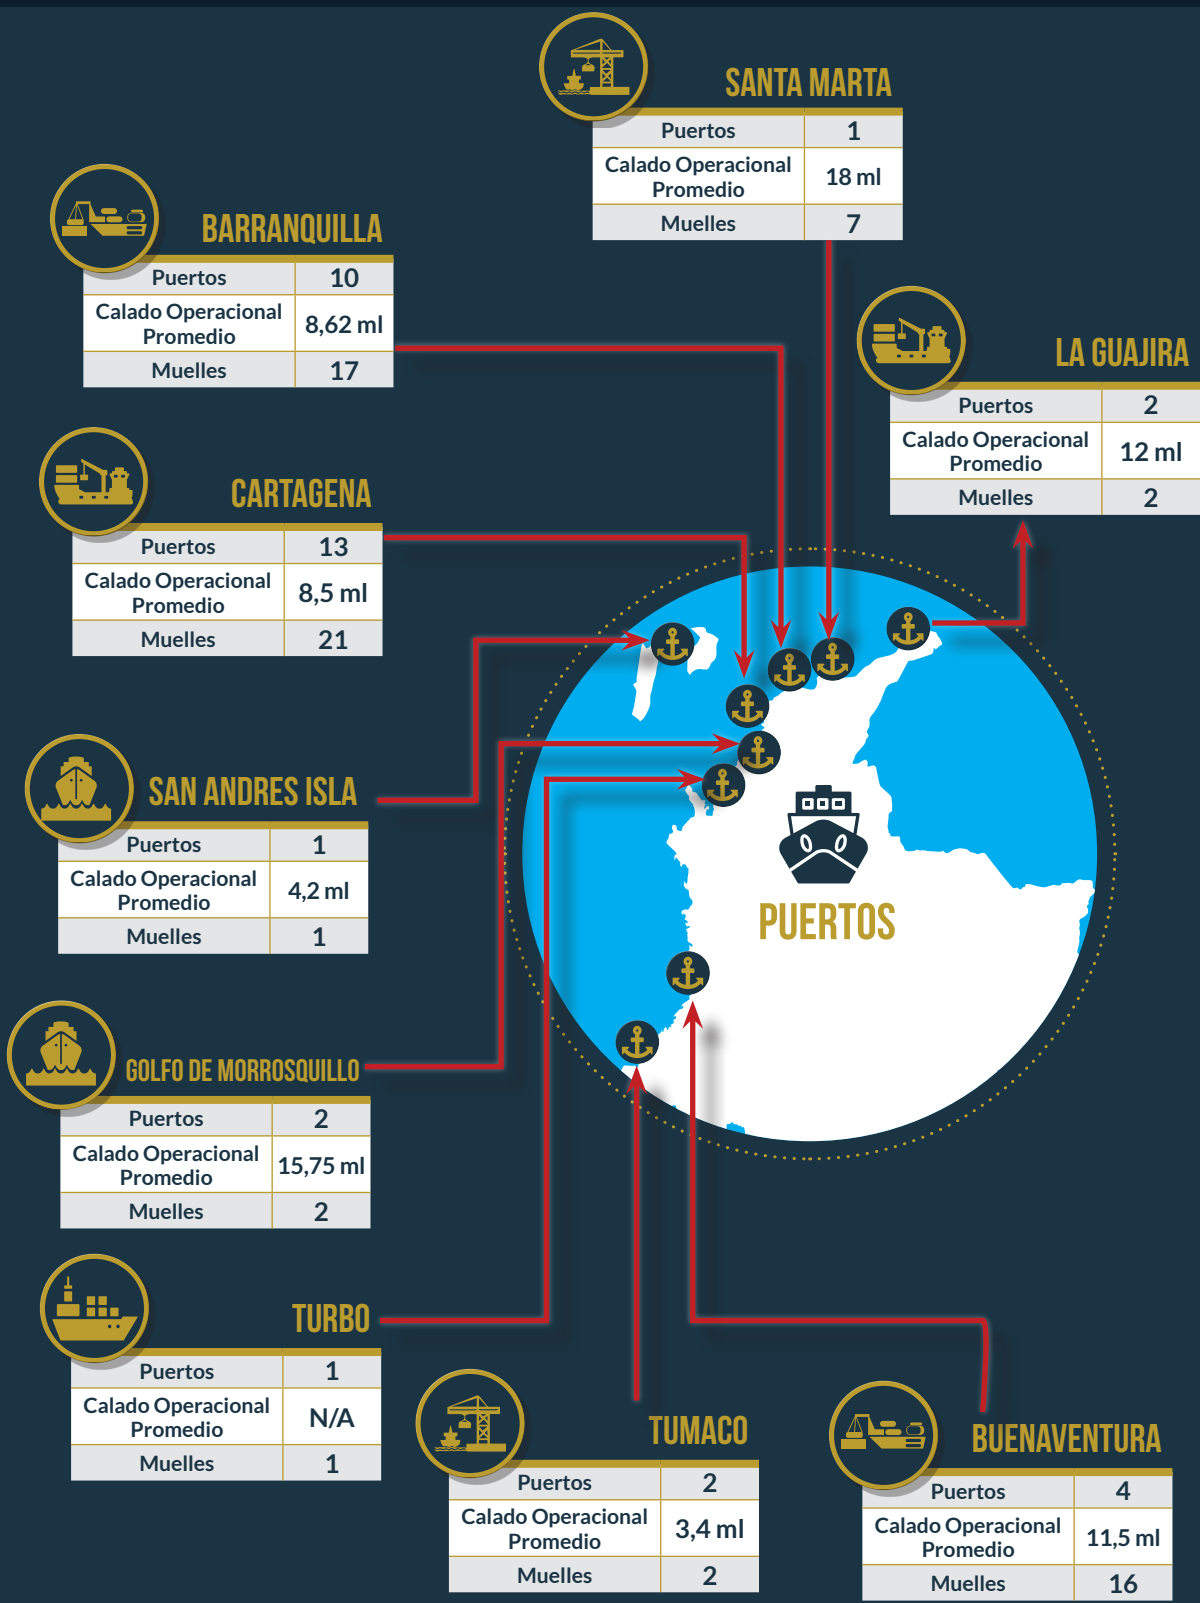 SANTA MARTA
Puertos 1
Calado Operacional
Promedio 18 ml
Muelles 7
BARRANQUILLA
Puertos 10
Calado Operacional
Promedio 8,62 ml
Muelles 17
LA GUAJIRA
Puertos 2
Calado Operacional
Promedio 12 ml
Muelles 2
CARTAGENA
Puertos 13
Calado Operacional
Promedio 8,5 ml
Muelles 21
SAN ANDRES ISLA
Puertos 1
Calado Operacional
Promedio 4,2 ml
Muelles 1
PUERTOS
GOLFO DE MORROSQUILLO
Puertos 2
Calado Operacional
Promedio 15,75 ml
Muelles 2
TURBO
Puertos 1
Calado Operacional
Promedio N/A
Muelles 1
TUMACO
Puertos 2
Calado Operacional
Promedio 3,4 ml
Muelles 2
BUENAVENTURA
Puertos 4
Calado Operacional
Promedio 11,5 ml
Muelles 16